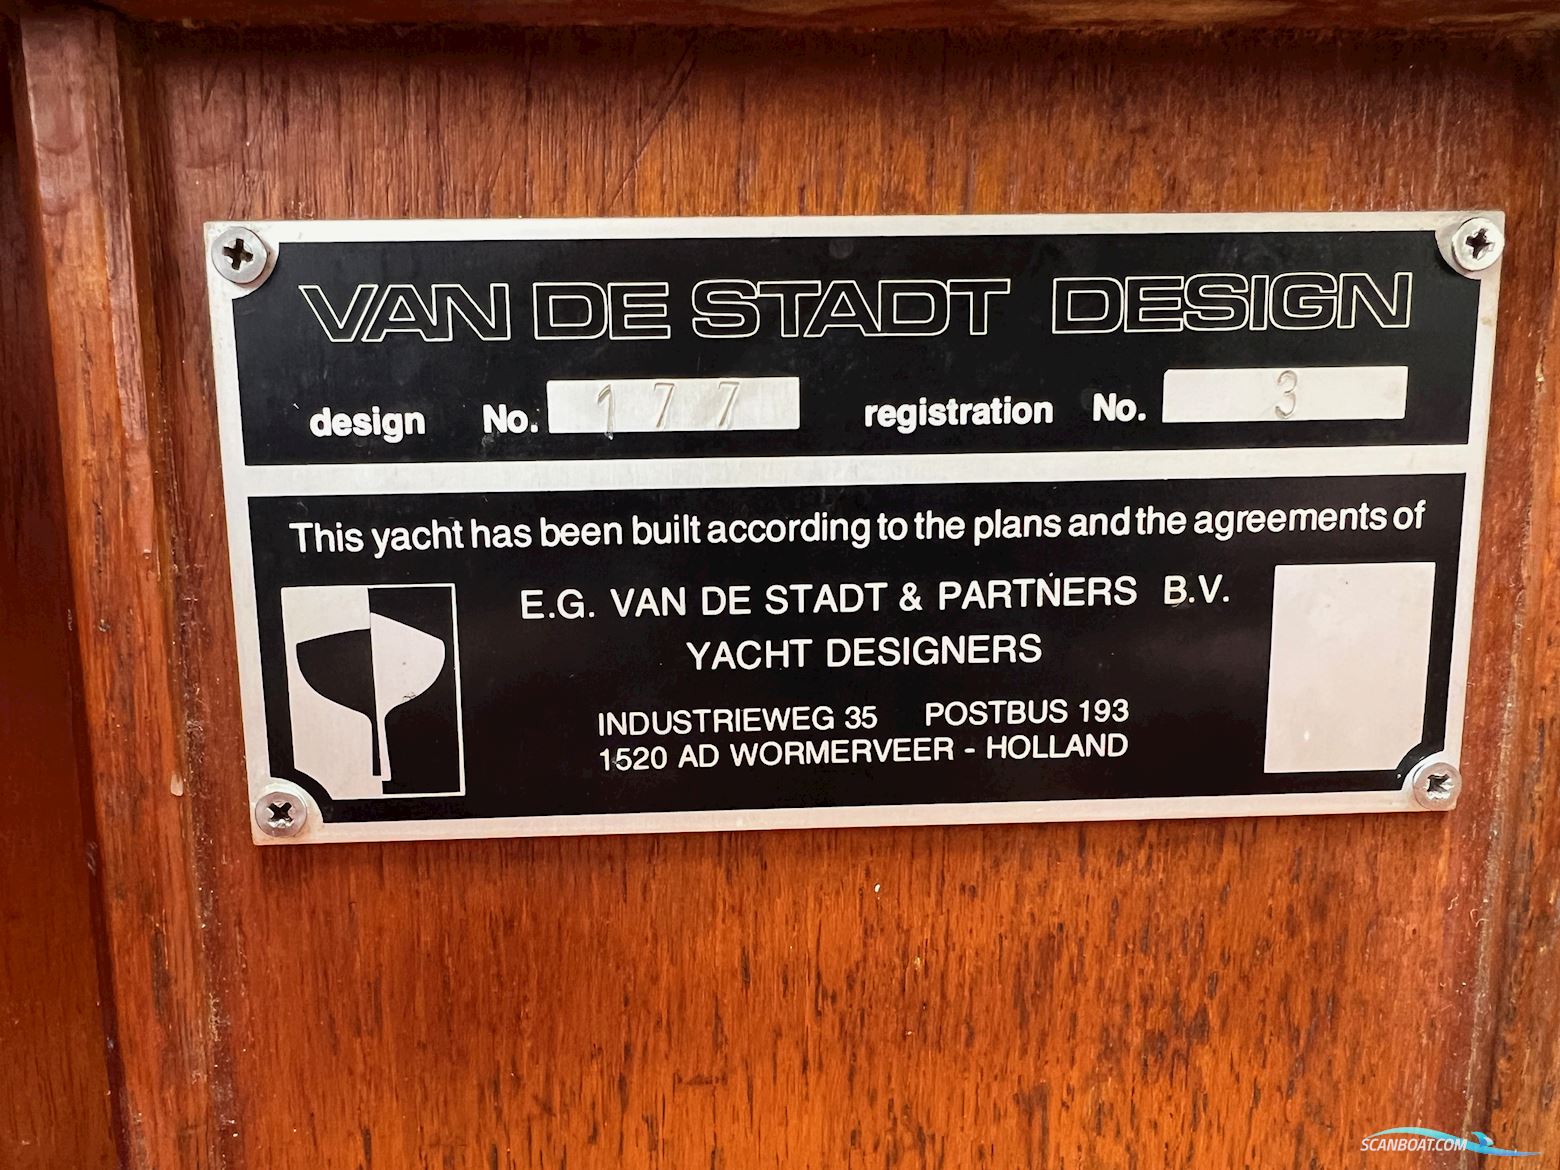 VAN DE STADT DESIGN
design No. 177 registration No. 3
This yacht has been built according to the plans and the agreements of
E.G. VAN DE STADT & PARTNERS B.V.
YACHT DESIGNERS
INDUSTRIEWEG 35 POSTBUS 193
1520 AD WORMERVEER - HOLLAND
SCANBOAT.COM